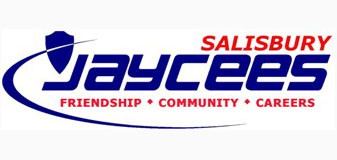 SALISBURY
Jaycees
FRIENDSHIP • COMMUNITY • CAREERS